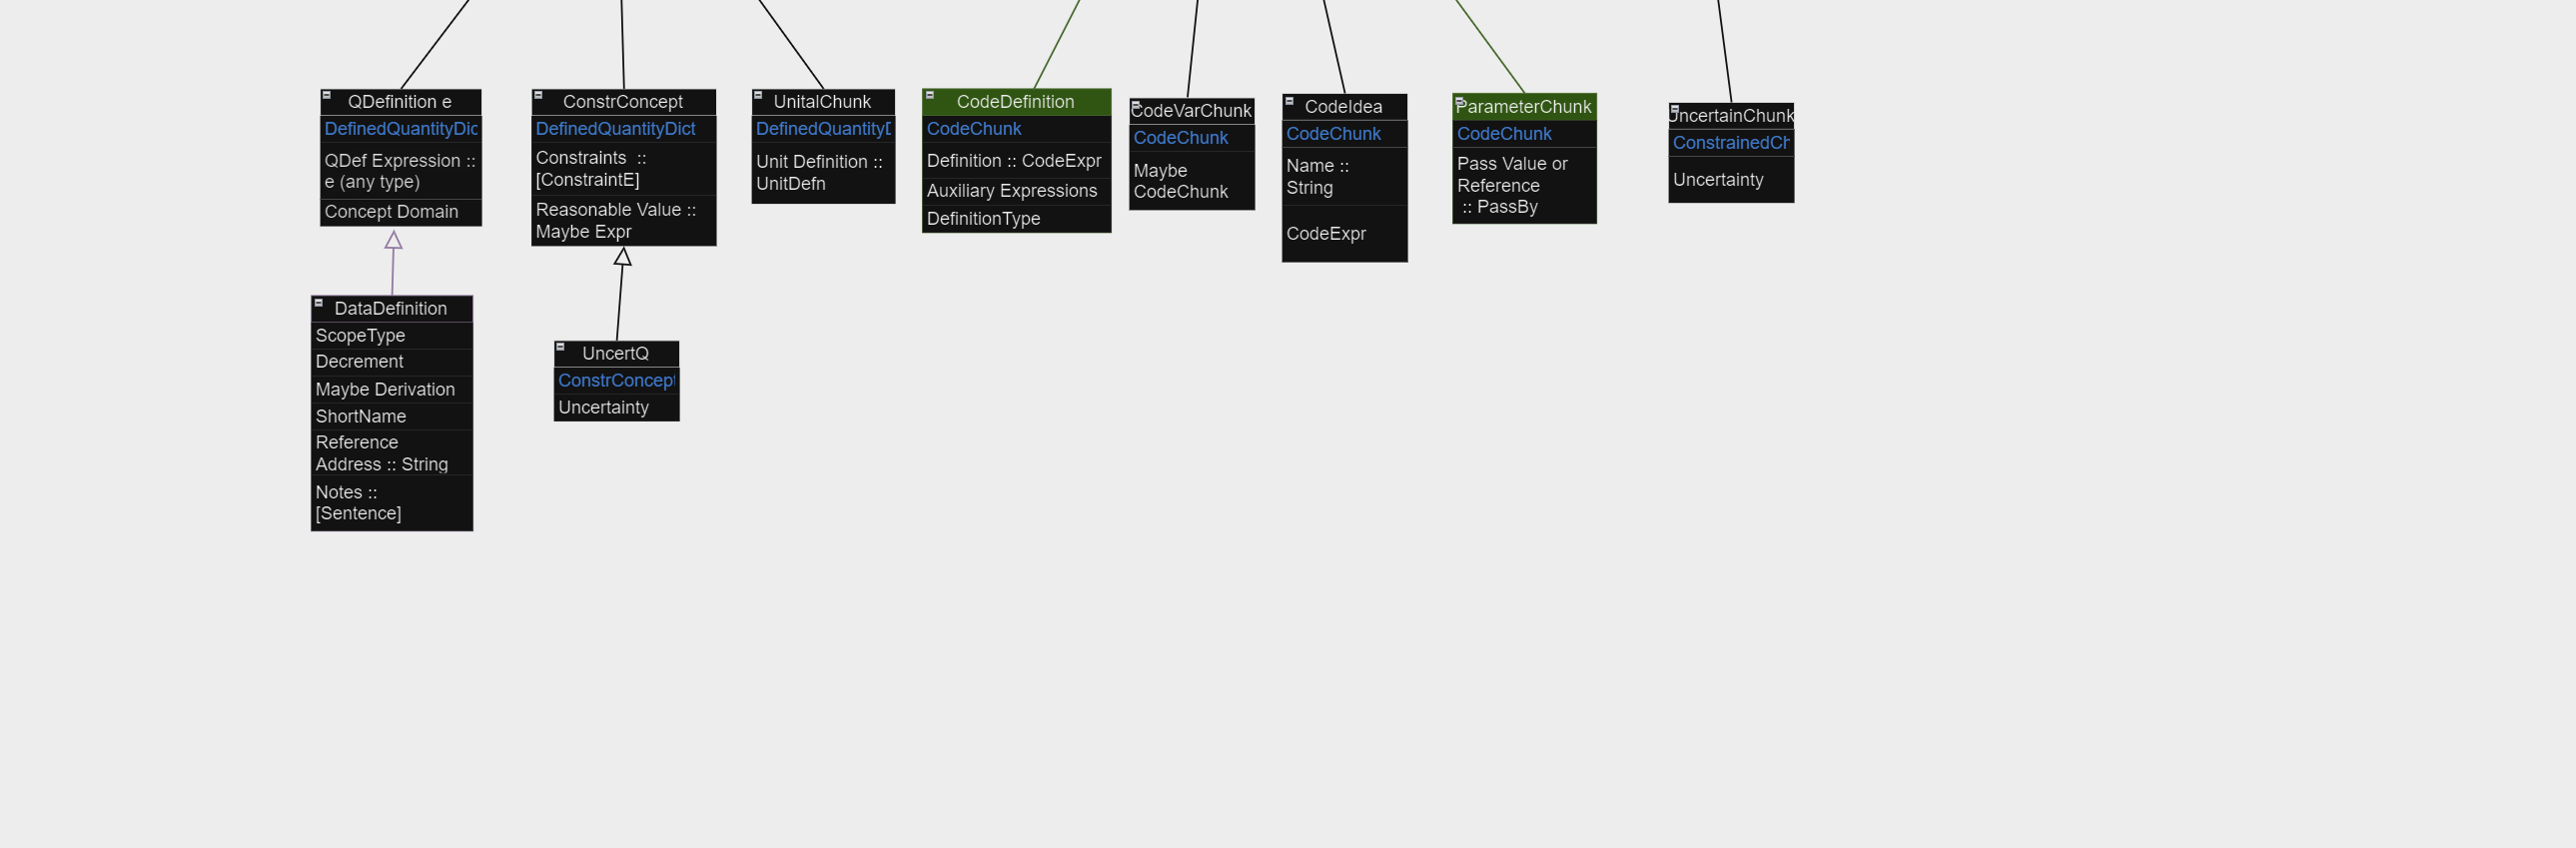 QDefinition e
DefinedQuantityDic
QDef Expression ::
e (any type)
Concept Domain
ConstrConcept
DefinedQuantityDict
Constraints  ::
[ConstraintE]
Reasonable Value ::
Maybe Expr
UnitalChunk
DefinedQuantityD
Unit Definition ::
UnitDefn
CodeDefinition
CodeChunk
Definition :: CodeExpr
Auxiliary Expressions
DefinitionType
CodeVarChunk
CodeChunk
Maybe
CodeChunk
CodeIdea
CodeChunk
Name ::
String
CodeExpr
ParameterChunk
CodeChunk
Pass Value or
Reference
:: PassBy
UncertainChunk
ConstrainedCh
Uncertainty
DataDefinition
ScopeType
Decrement
Maybe Derivation
ShortName
Reference
Address :: String
Notes ::
[Sentence]
UncertQ
ConstrConcept
Uncertainty